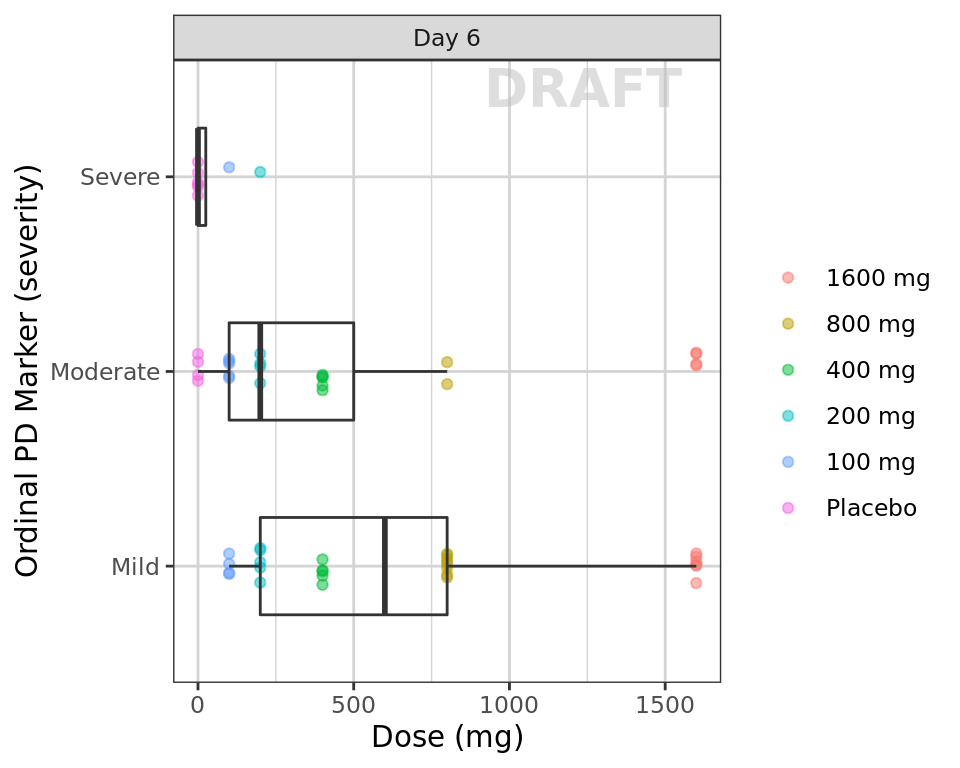 Day 6
DRAFT
Ordinal PD Marker (severity)
Severe
Moderate
Mild
0 500 1000 1500
Dose (mg)
1600 mg
800 mg
400 mg
200 mg
100 mg
Placebo